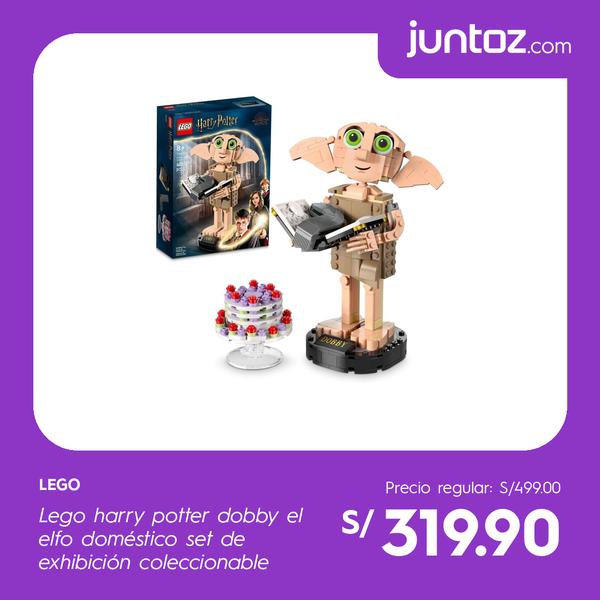 juntoz.com
LEGO
Harry Potter
8+
DOBBY
LEGO
Precio regular: S/499.00
Lego harry potter dobby el
elfo doméstico set de
exhibición coleccionable
S/ 319.90